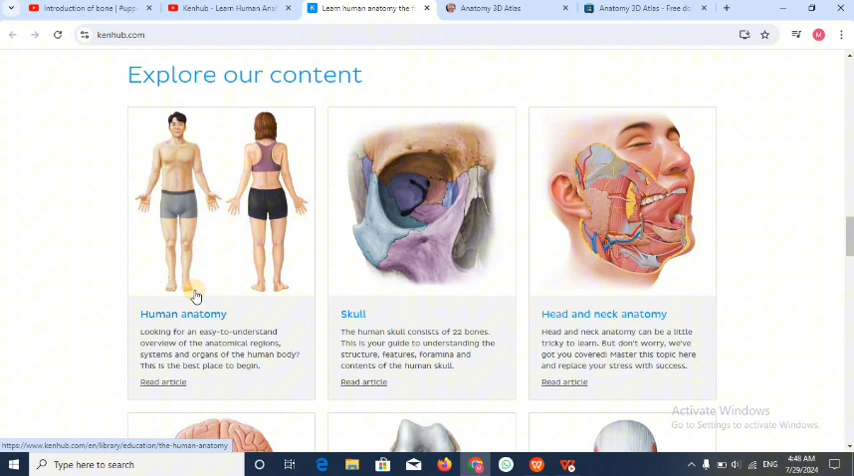 Introduction of bone | Pupp
Kenhub - Learn Human Ana
Learn human anatomy the f
Anatomy 3D Atlas
Anatomy 3D Atlas - Free do
kenhub.com
M
Explore our content
Human anatomy
Looking for an easy-to-understand
overview of the anatomical regions,
systems and organs of the human body?
This is the best place to begin.
Read article
Skull
The human skull consists of 22 bones.
This is your guide to understanding the
structure, features, foramina and
contents of the human skull.
Read article
Head and neck anatomy
Head and neck anatomy can be a little
tricky to learn. But don't worry, we've
got you covered! Master this topic here
and replace your stress with success.
Read article
Activate Windows
Go to Settings to activate Windows.
https://www.kenhub.com/en/library/education/the-human-anatomy
Type here to search
ENG
4:48 AM
7/29/2024